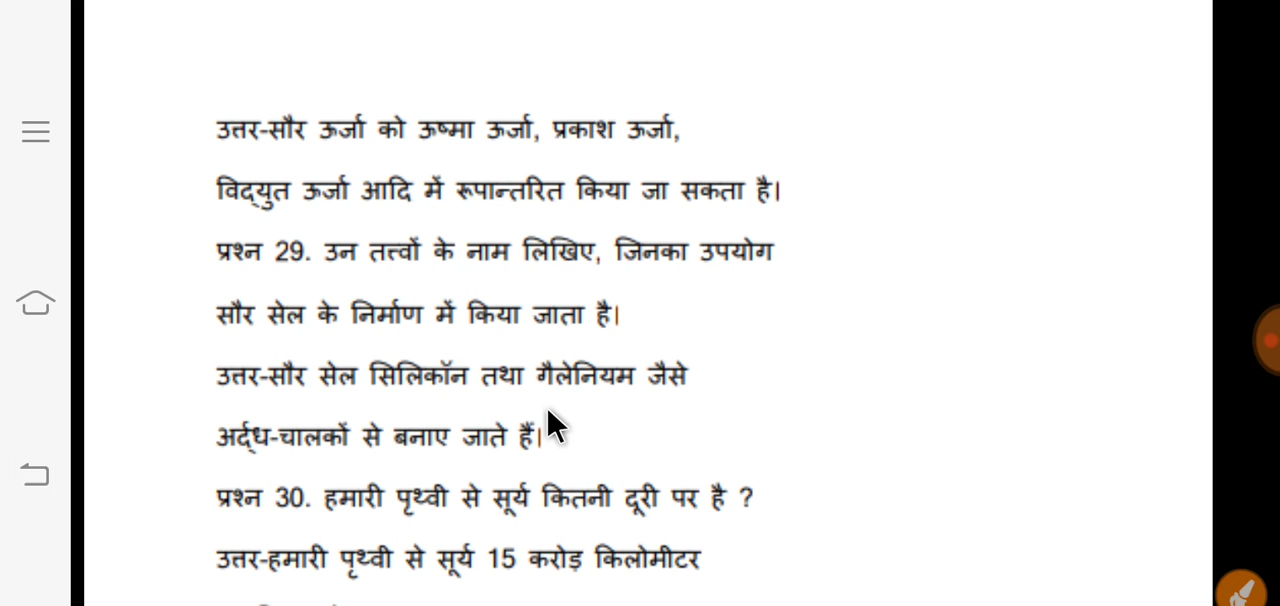 उत्तर-सौर ऊर्जा को ऊष्मा ऊर्जा, प्रकाश ऊर्जा,
विद्युत ऊर्जा आदि में रूपान्तरित किया जा सकता है।
प्रश्न 29. उन तत्त्वों के नाम लिखिए, जिनका उपयोग
सौर सेल के निर्माण में किया जाता है।
उत्तर-सौर सेल सिलिकॉन तथा गैलेनियम जैसे
अर्द्ध-चालकों से बनाए जाते हैं।
प्रश्न 30. हमारी पृथ्वी से सूर्य कितनी दूरी पर है ?
उत्तर-हमारी पृथ्वी से सूर्य 15 करोड़ किलोमीटर